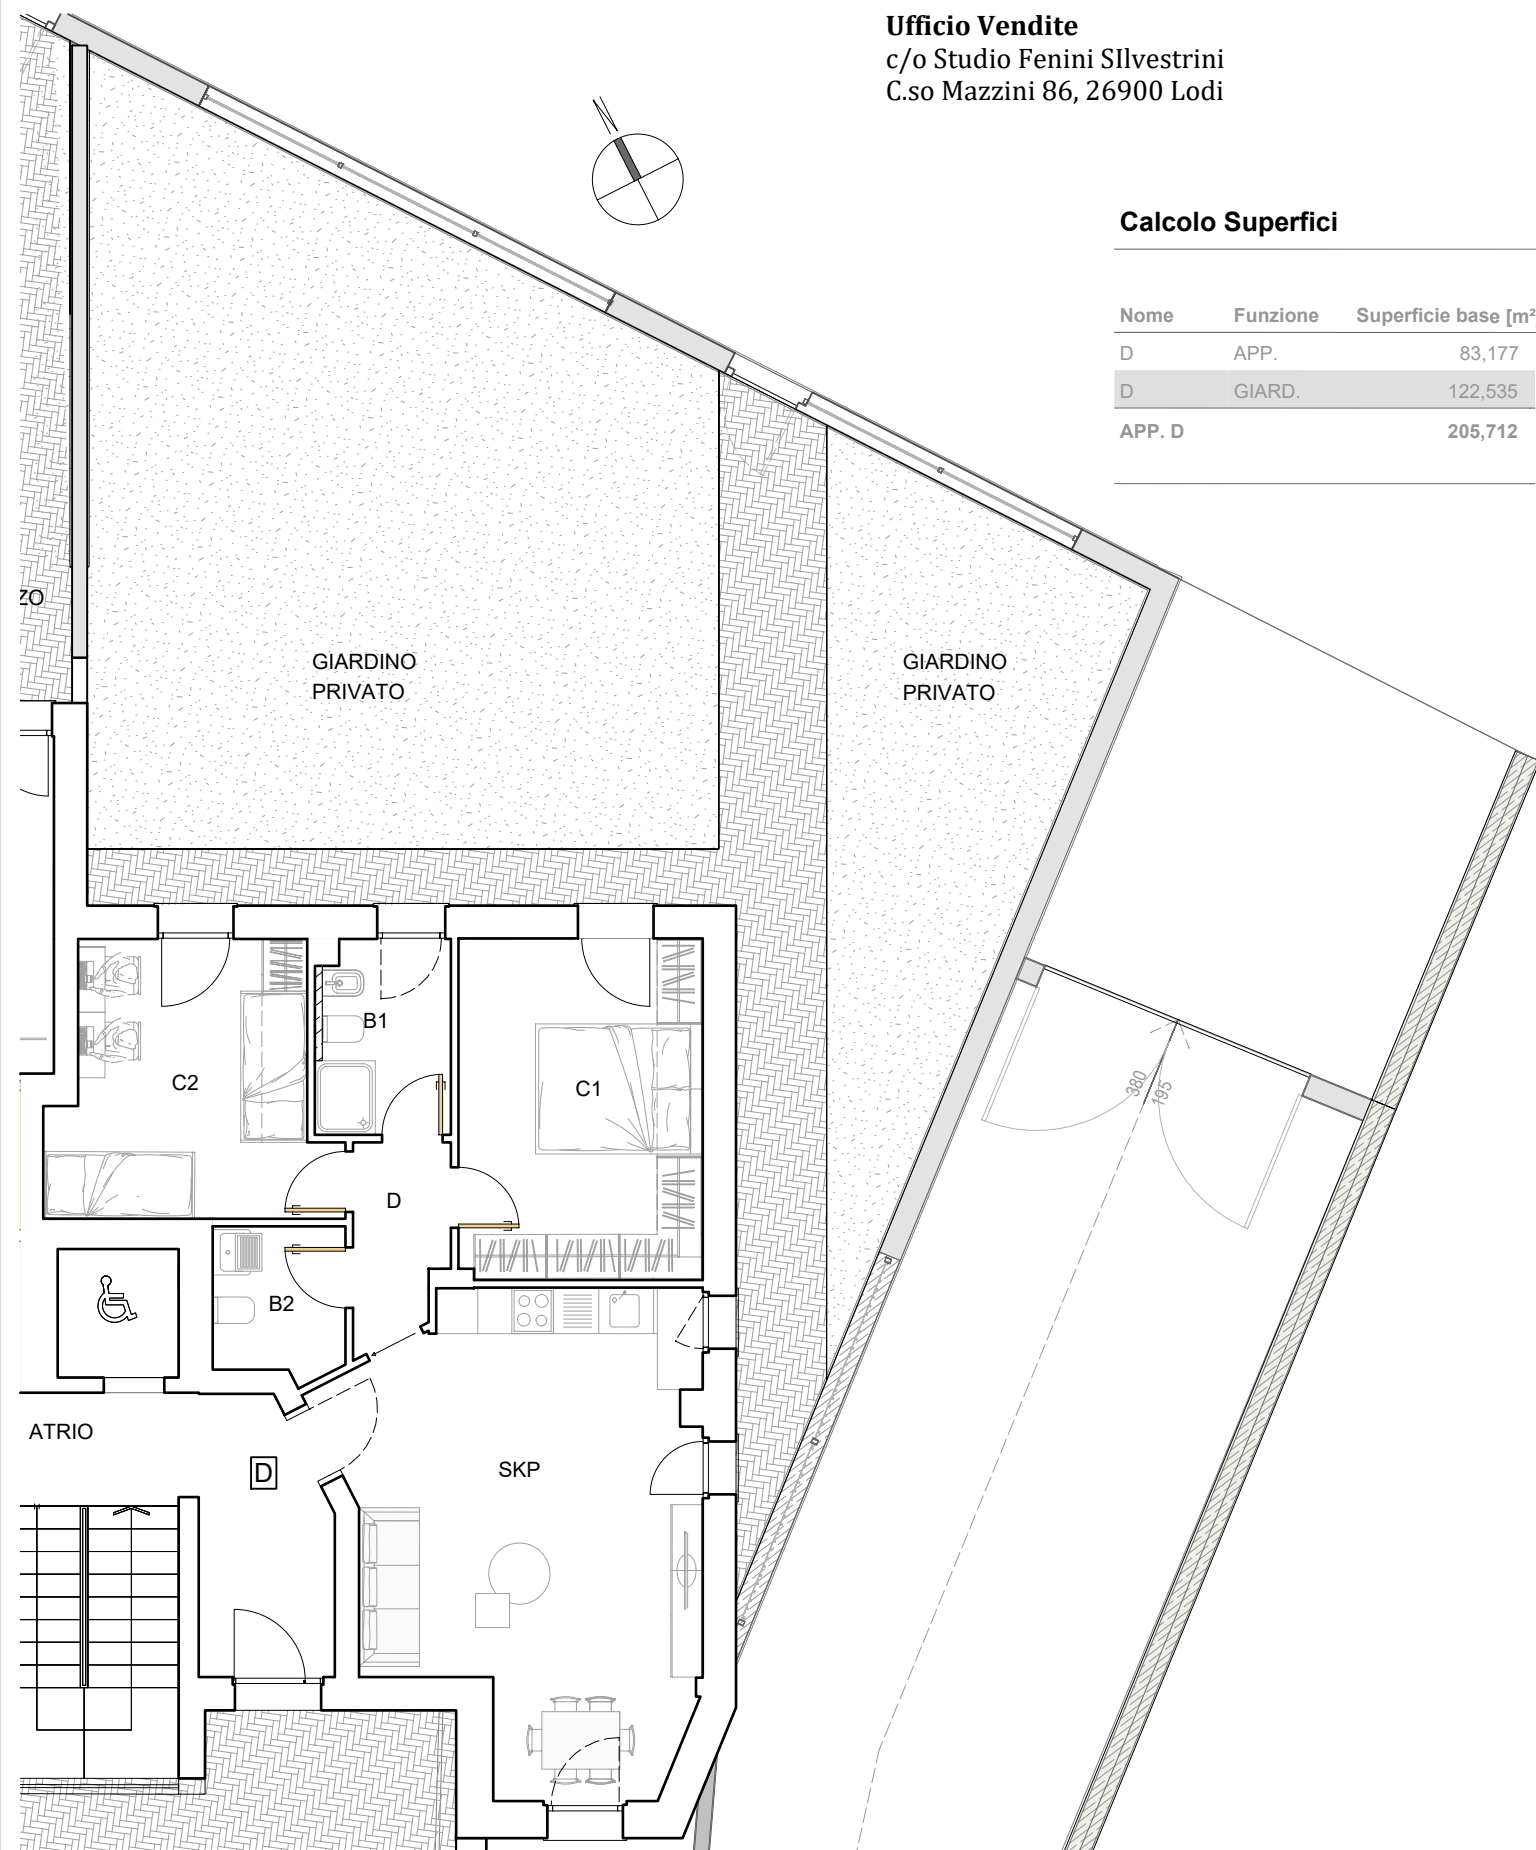 Ufficio Vendite
c/o Studio Fenini SIlvestrini
C.so Mazzini 86, 26900 Lodi
N
Calcolo Superfici
Nome Funzione Superficie base [m²
D APP. 83,177
D GIARD. 122,535
APP. D 205,712
ZO
GIARDINO
PRIVATO
GIARDINO
PRIVATO
B1
C2
C1
380
195
D
B2
ATRIO
D
SKP